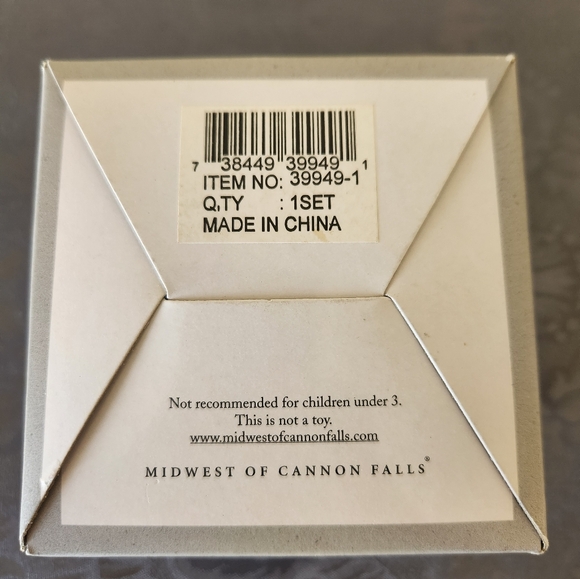 7 38449 39949 1
ITEM NO: 39949-1
Q,TY : 1SET
MADE IN CHINA
Not recommended for children under 3.
This is not a toy.
www.midwestofcannonfalls.com
MIDWEST OF CANNON FALLS®